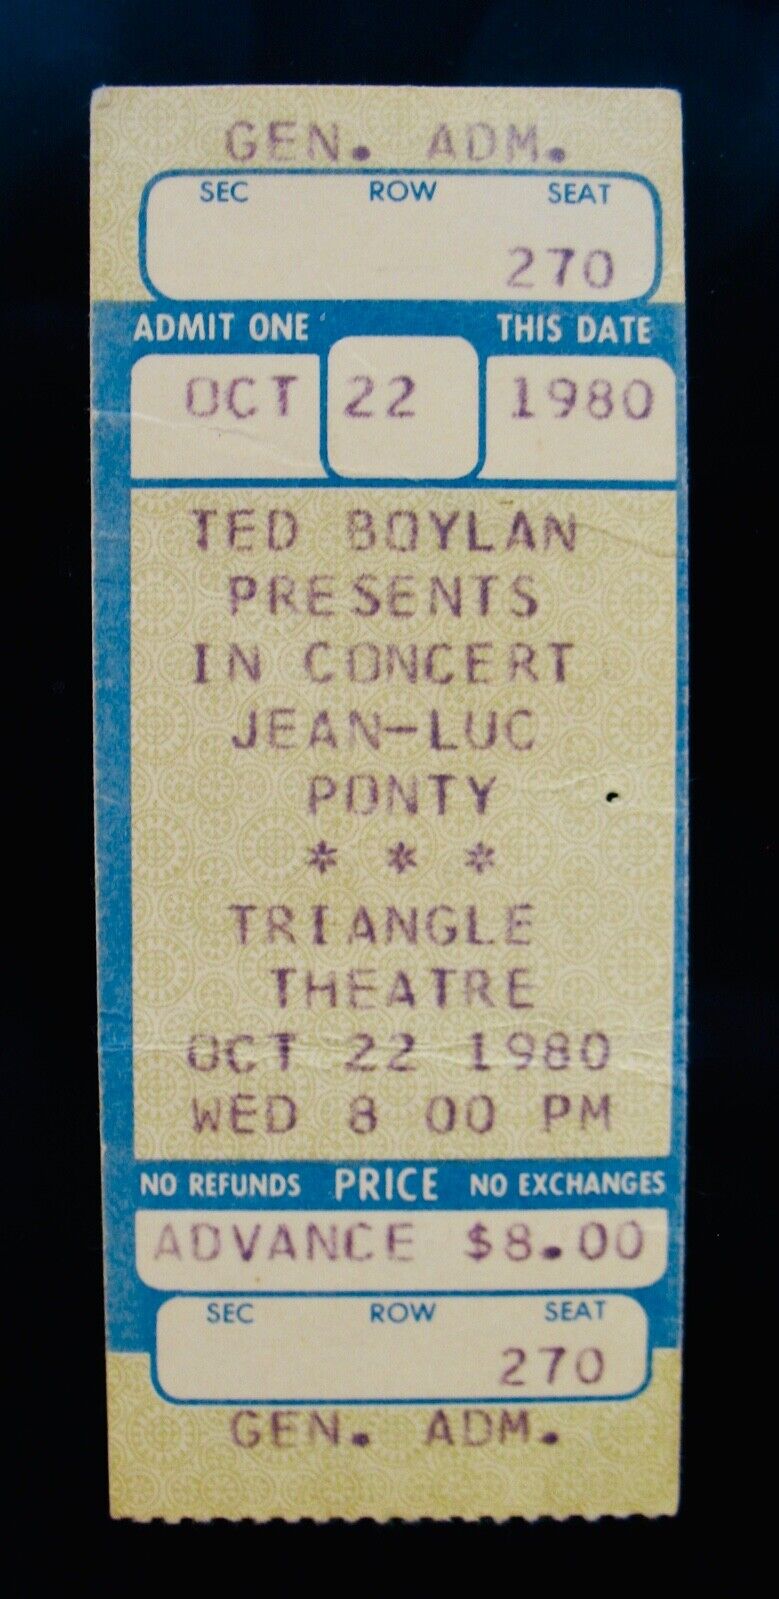 GEN. ADM.
SEC ROW SEAT
270
ADMIT ONE THIS DATE
OCT 22 1980
TED BOYLAN
PRESENTS
IN CONCERT
JEAN-LUC
PONTY
* * *
TRIANGLE
THEATRE
OCT 22 1980
WED 8 00 PM
NO REFUNDS PRICE NO EXCHANGES
ADVANCE $8.00
SEC ROW SEAT
270
GEN. ADM.